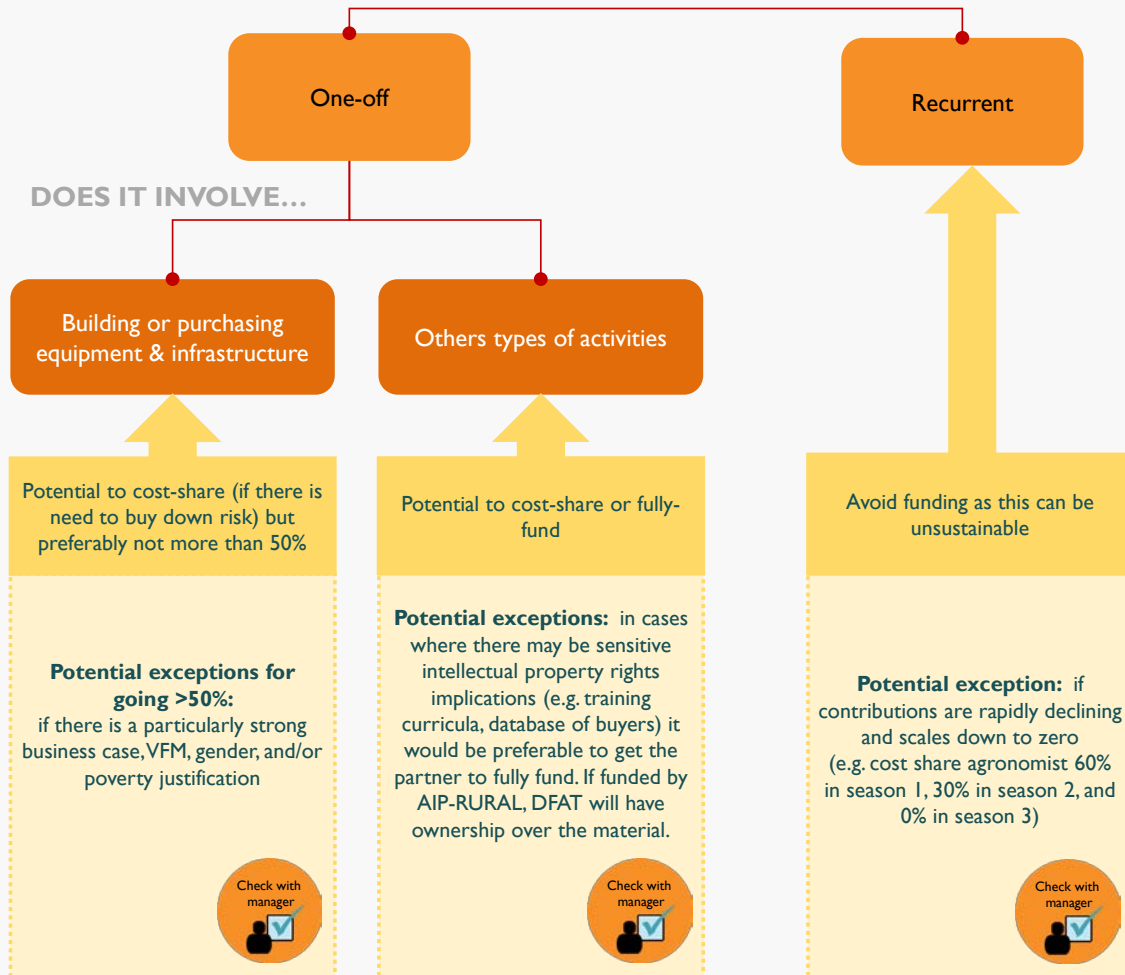 One-off
Recurrent
DOES IT INVOLVE...
Building or purchasing
equipment & infrastructure
Others types of activities
Potential to cost-share (if there is
need to buy down risk) but
preferably not more than 50%
Potential to cost-share or fully-
fund
Avoid funding as this can be
unsustainable
Potential exceptions for
going >50%:
if there is a particularly strong
business case, VFM, gender, and/or
poverty justification
Potential exceptions: in cases
where there may be sensitive
intellectual property rights
implications (e.g. training
curricula, database of buyers) it
would be preferable to get the
partner to fully fund. If funded by
AIP-RURAL, DFAT will have
ownership over the material.
Potential exception: if
contributions are rapidly declining
and scales down to zero
(e.g. cost share agronomist 60%
in season 1, 30% in season 2, and
0% in season 3)
Check with
manager
Check with
manager
Check with
manager